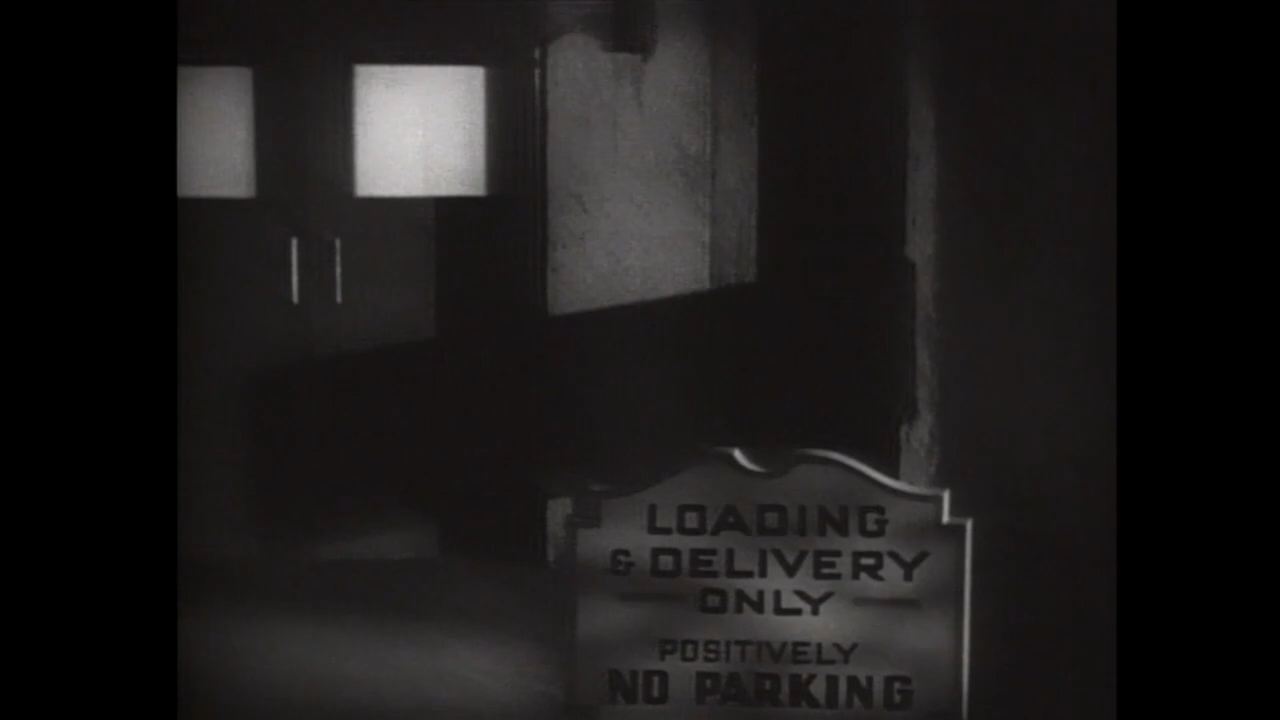 LOADING
& DELIVERY
ONLY
POSITIVELY
NO PARKING